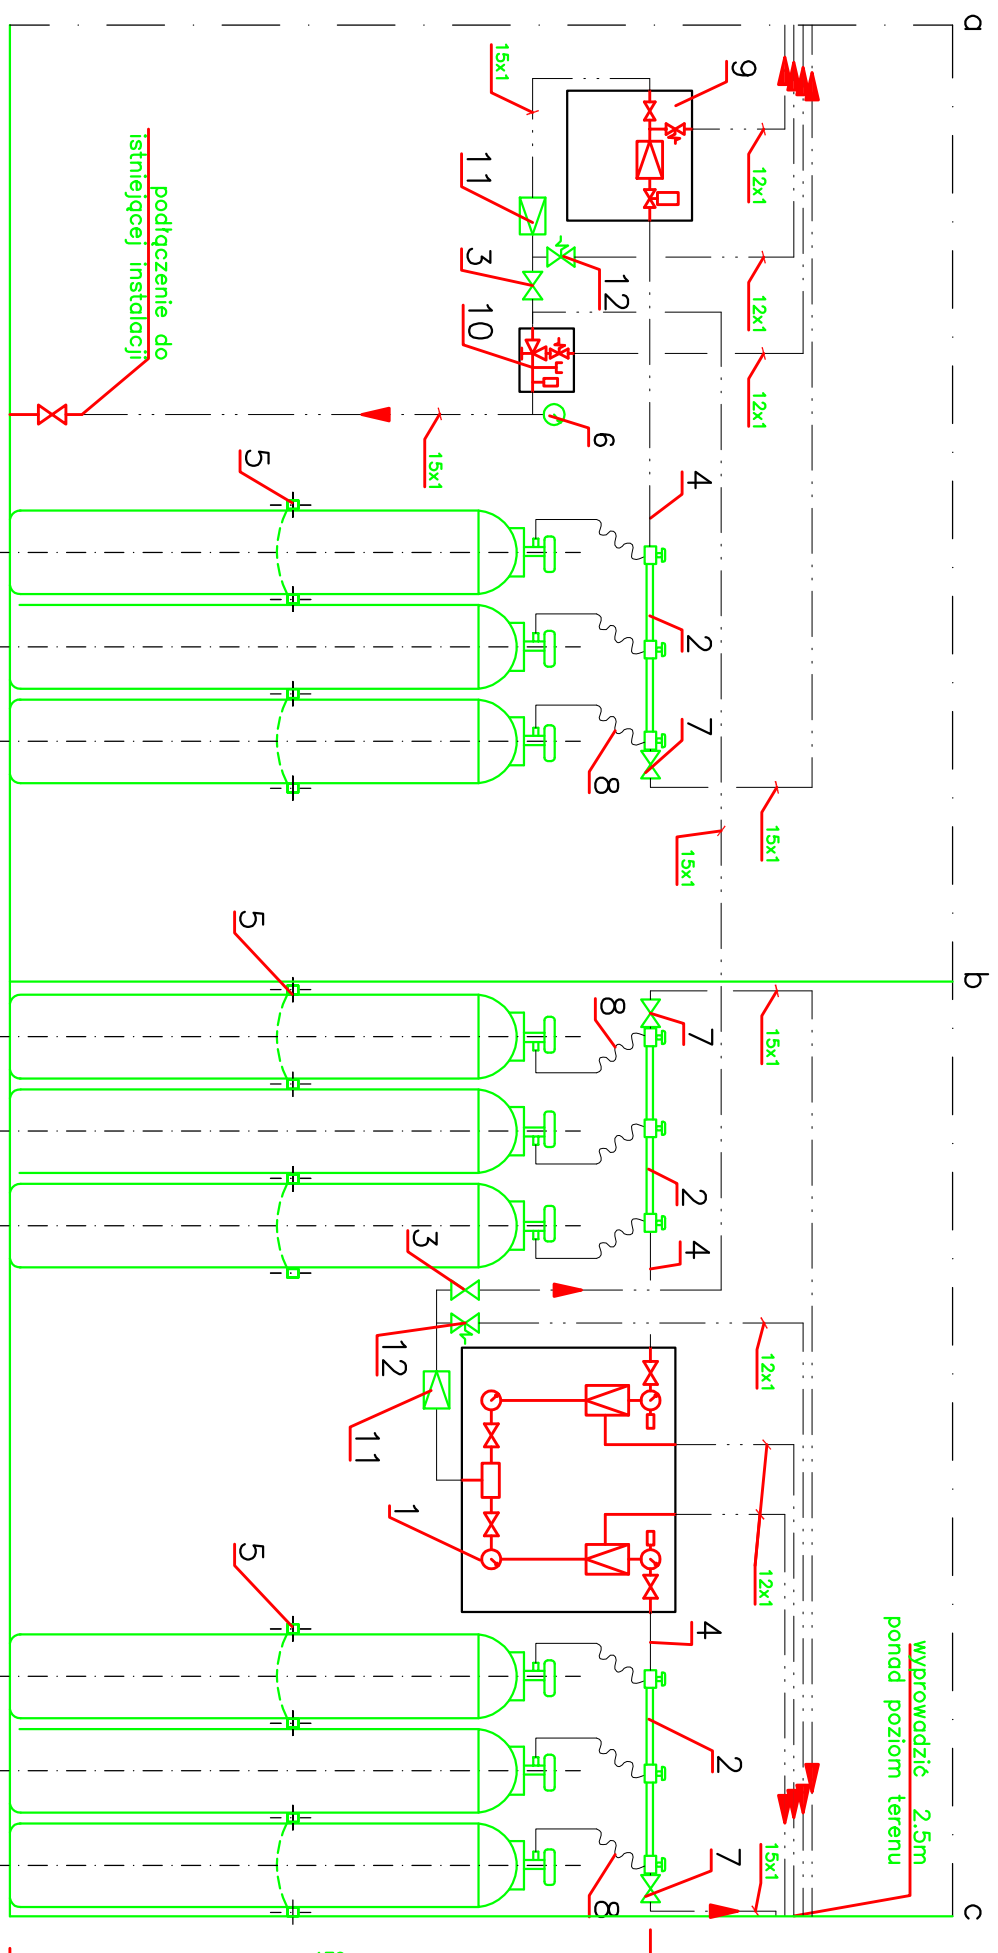 a
9
15x1
12x1
11
podłączenie do
istniejącej instalacji
3
12
12x1
10
12x1
6
15x1
5
4
2
7
8
15x1
15x1
b
5
8
7
15x1
2
4
3
12
12x1
11
1
12x1
5
4
wyprowadzić 2.5m
ponad poziom terenu
2
7
15x1
8
c